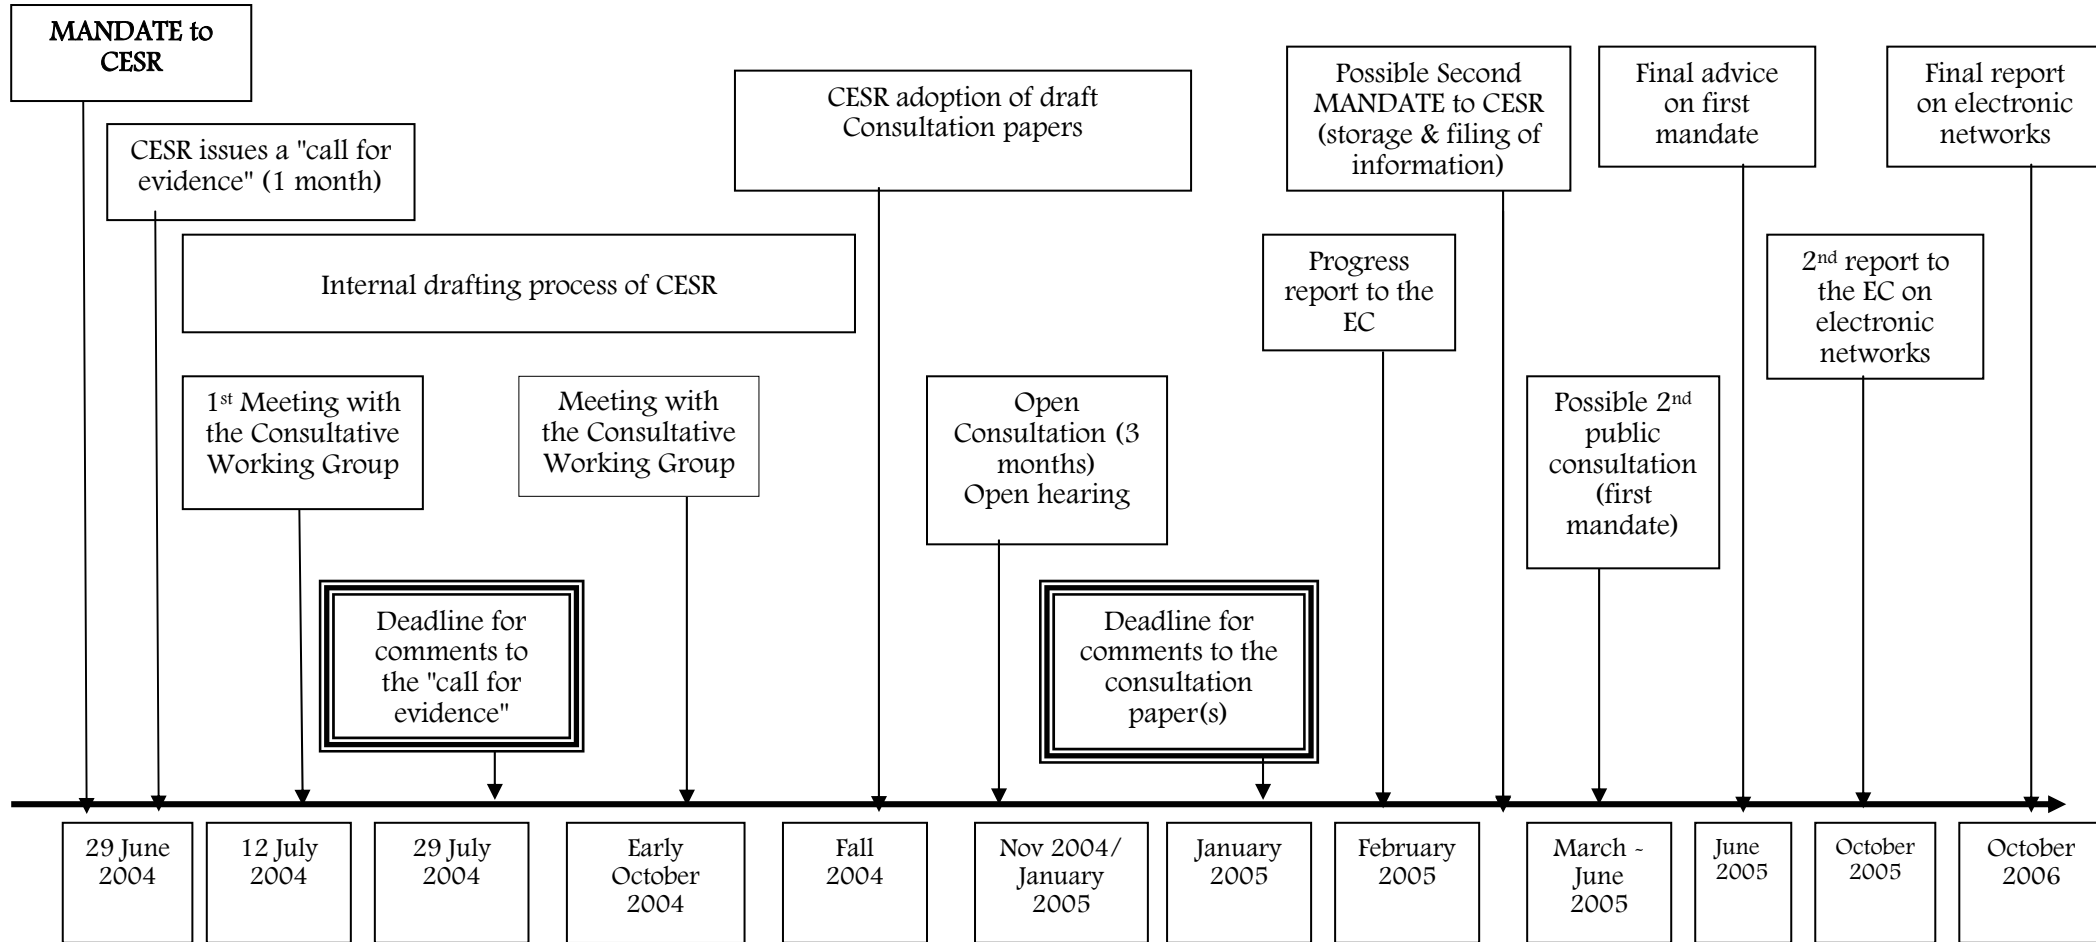 MANDATE to
CESR
CESR issues a "call for
evidence" (1 month)
Internal drafting process of CESR
1st Meeting with
the Consultative
Working Group
Deadline for
comments to
the "call for
evidence"
Meeting with
the Consultative
Working Group
CESR adoption of draft
Consultation papers
Open
Consultation (3
months)
Open hearing
Deadline for
comments to the
consultation
paper(s)
Progress
report to the
EC
Possible Second
MANDATE to CESR
(storage & filing of
information)
Possible 2nd
public
consultation
(first
mandate)
Final advice
on first
mandate
2nd report to
the EC on
electronic
networks
Final report
on electronic
networks
29 June
2004
12 July
2004
29 July
2004
Early
October
2004
Fall
2004
Nov 2004/
January
2005
January
2005
February
2005
March -
June
2005
June
2005
October
2005
October
2006